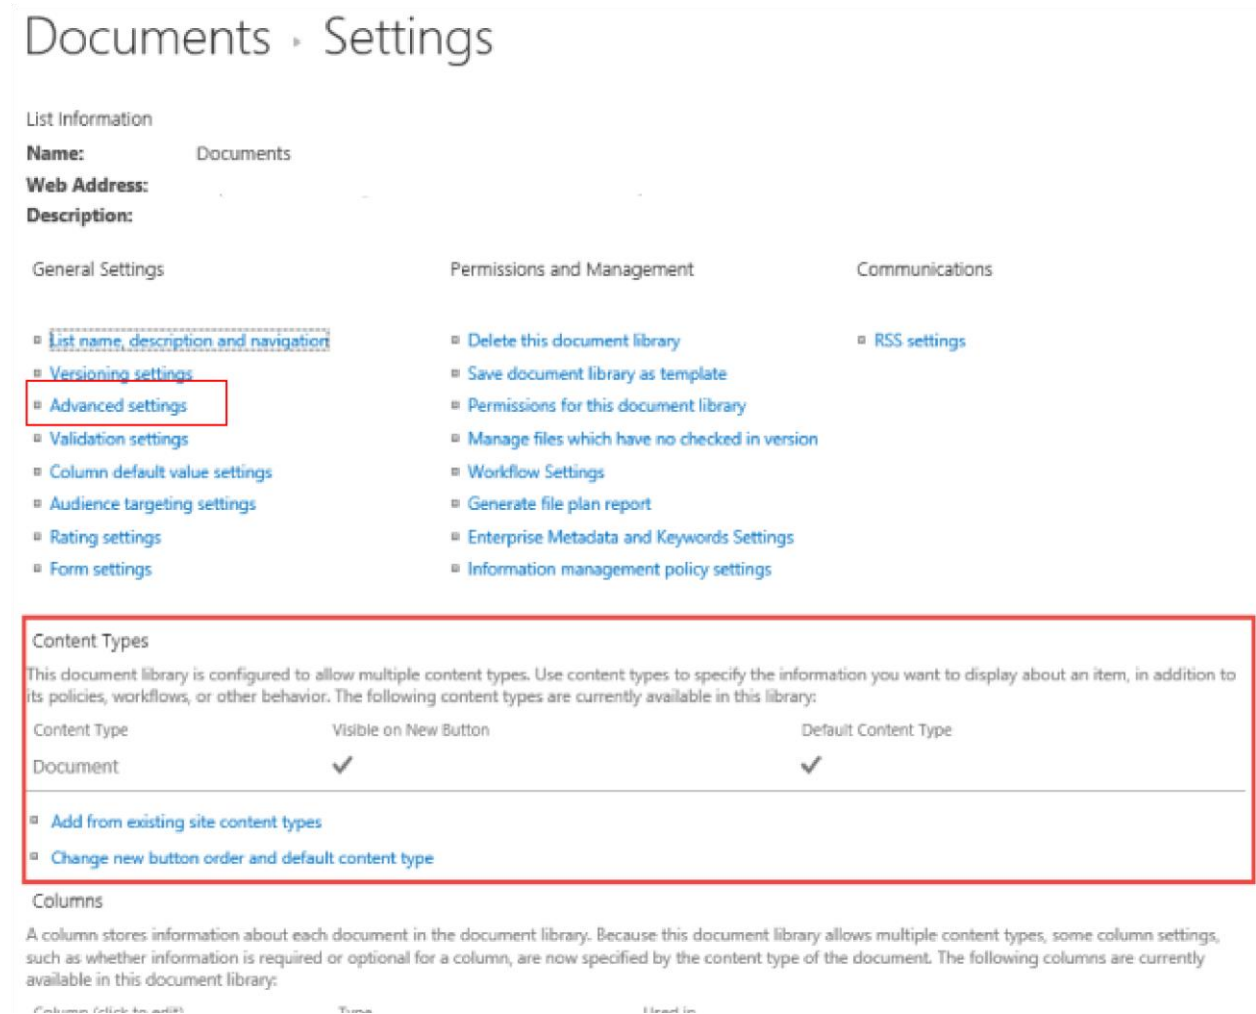 Documents ▸ Settings
List Information
Name: Documents
Web Address:
Description:
General Settings
List name, description and navigation
Versioning settings
Advanced settings
Validation settings
Column default value settings
Audience targeting settings
Rating settings
Form settings
Permissions and Management
Delete this document library
Save document library as template
Permissions for this document library
Manage files which have no checked in version
Workflow Settings
Generate file plan report
Enterprise Metadata and Keywords Settings
Information management policy settings
Communications
RSS settings
Content Types
This document library is configured to allow multiple content types. Use content types to specify the information you want to display about an item, in addition to
its policies, workflows, or other behavior. The following content types are currently available in this library:
Content Type Visible on New Button Default Content Type
Document ✓ ✓
Add from existing site content types
Change new button order and default content type
Columns
A column stores information about each document in the document library. Because this document library allows multiple content types, some column settings,
such as whether information is required or optional for a column, are now specified by the content type of the document. The following columns are currently
available in this document library:
Column (click to edit) Type Used in